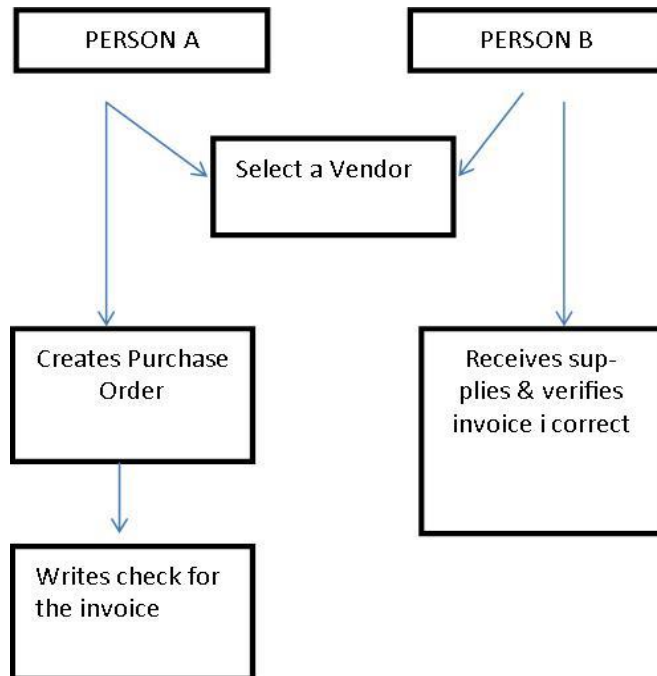 PERSON A
PERSON B
Select a Vendor
Creates Purchase
Order
Receives sup-
plies & verifies
invoice i correct
Writes check for
the invoice